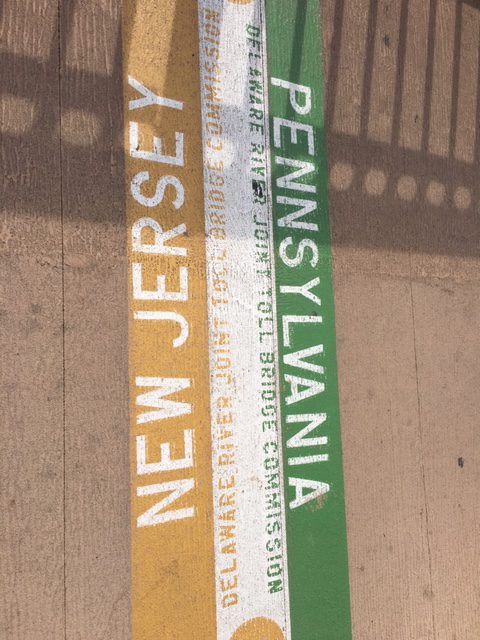 NEW JERSEY
DELAWARE RIVER JOINT TOLL BRIDGE COMMISSION
DELAWARE RIVER JOINT TOLL BRIDGE COMMISSION
PENNSYLVANIA